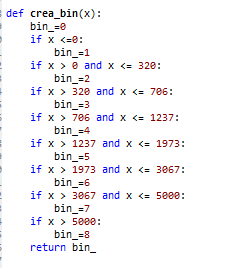 def crea_bin(x):
    bin_=0
    if x <=0:
        bin_=1
    if x > 0 and x <= 320:
        bin_=2
    if x > 320 and x <= 706:
        bin_=3
    if x > 706 and x <= 1237:
        bin_=4
    if x > 1237 and x <= 1973:
        bin_=5
    if x > 1973 and x <= 3067:
        bin_=6
    if x > 3067 and x <= 5000:
        bin_=7
    if x > 5000:
        bin_=8
    return bin_